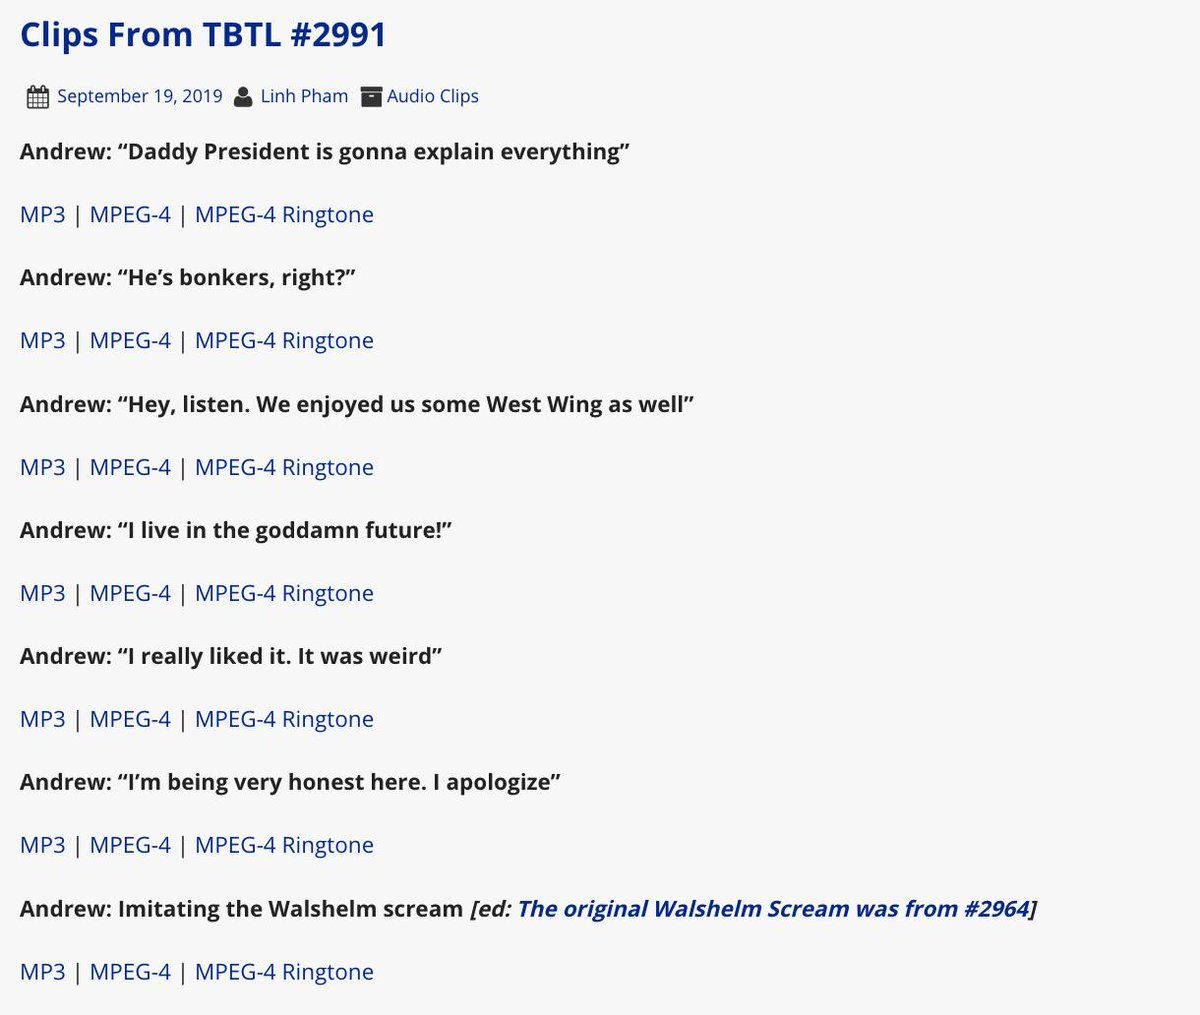 Clips From TBTL #2991
September 19, 2019 Linh Pham Audio Clips
Andrew: “Daddy President is gonna explain everything”
MP3 | MPEG-4 | MPEG-4 Ringtone
Andrew: “He’s bonkers, right?”
MP3 | MPEG-4 | MPEG-4 Ringtone
Andrew: “Hey, listen. We enjoyed us some West Wing as well”
MP3 | MPEG-4 | MPEG-4 Ringtone
Andrew: “I live in the goddamn future!”
MP3 | MPEG-4 | MPEG-4 Ringtone
Andrew: “I really liked it. It was weird”
MP3 | MPEG-4 | MPEG-4 Ringtone
Andrew: “I’m being very honest here. I apologize”
MP3 | MPEG-4 | MPEG-4 Ringtone
Andrew: Imitating the Walshelm scream [ed: The original Walshelm Scream was from #2964]
MP3 | MPEG-4 | MPEG-4 Ringtone